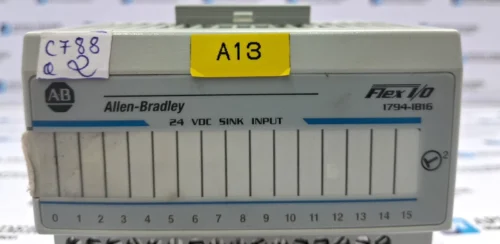 C788
Q 2
A13
AB
Allen-Bradley
Flex I/O
1794-IB16
24 VDC SINK INPUT
2
0 1 2 3 4 5 6 7 8 9 10 11 12 13 14 15